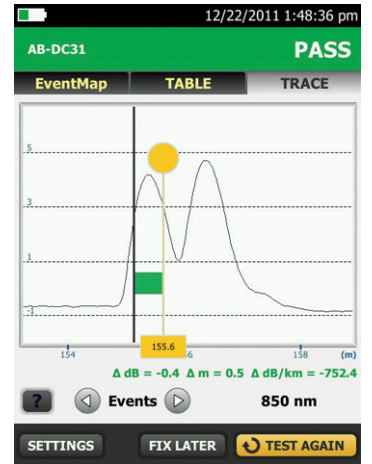 12/22/2011 1:48:36 pm
AB-DC31 PASS
EventMap TABLE TRACE
5
3
1
-1
154 155.6 6 158 (m)
Δ dB = -0.4 Δ m = 0.5 Δ dB/km = -752.4
? Events 850 nm
SETTINGS FIX LATER TEST AGAIN